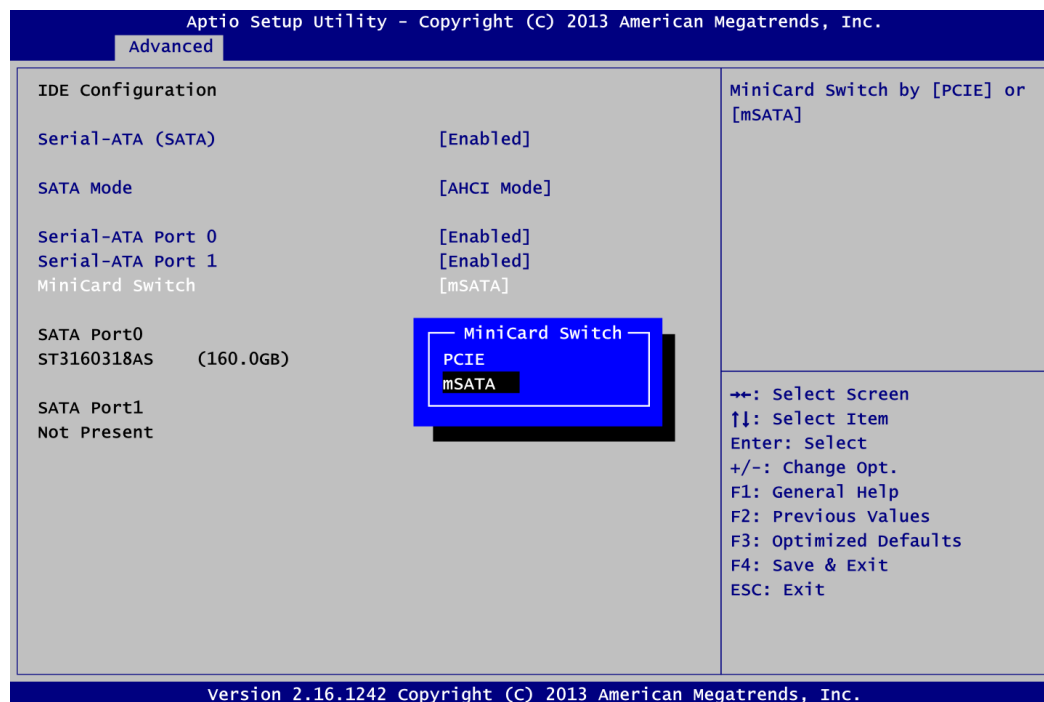 Aptio Setup Utility - Copyright (C) 2013 American Megatrends, Inc.
Advanced
IDE Configuration
Serial-ATA (SATA) [Enabled]
SATA Mode [AHCI Mode]
Serial-ATA Port 0 [Enabled]
Serial-ATA Port 1 [Enabled]
MiniCard Switch [mSATA]
SATA Port0
ST3160318AS (160.0GB)
SATA Port1
Not Present
MiniCard Switch
PCIE
mSATA
MiniCard Switch by [PCIE] or
[mSATA]
→←: Select Screen
↑↓: Select Item
Enter: Select
+/-: Change Opt.
F1: General Help
F2: Previous Values
F3: Optimized Defaults
F4: Save & Exit
ESC: Exit
Version 2.16.1242 Copyright (C) 2013 American Megatrends, Inc.